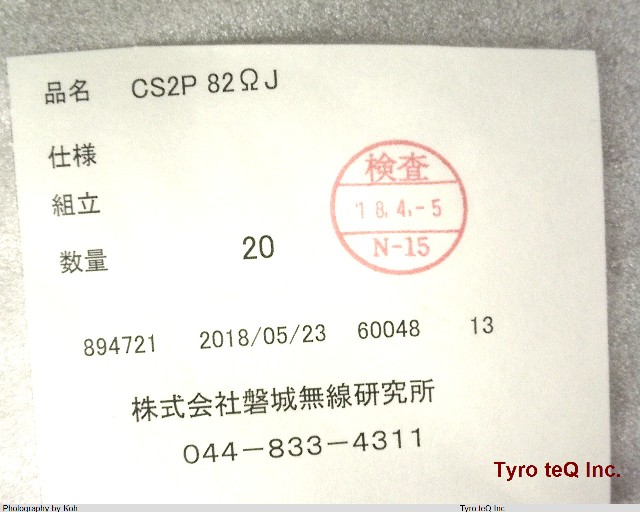 品名 CS2P 82ΩJ
仕様
組立
数量 20
検査
'18.4.-5
N-15
894721 2018/05/23 60048 13
株式会社磐城無線研究所
044-833-4311
Tyro teQ Inc.
Photography by Koh Tyro teQ Inc.